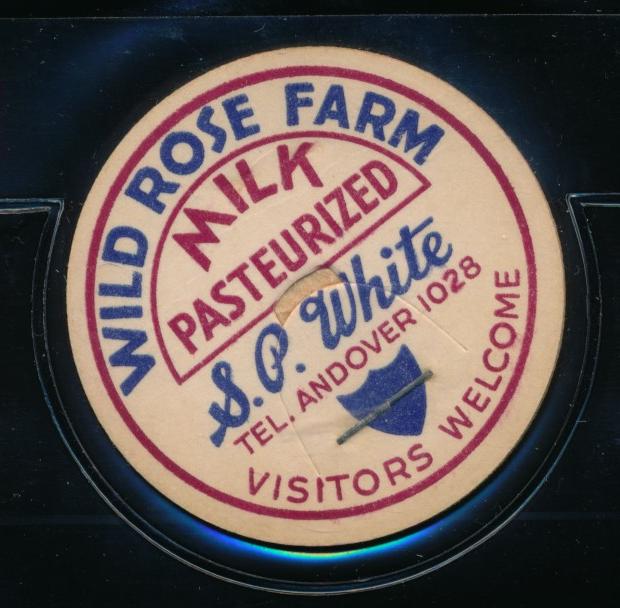 WILD ROSE FARM
MILK
PASTEURIZED
S. P. White
TEL. ANDOVER 1028
VISITORS WELCOME